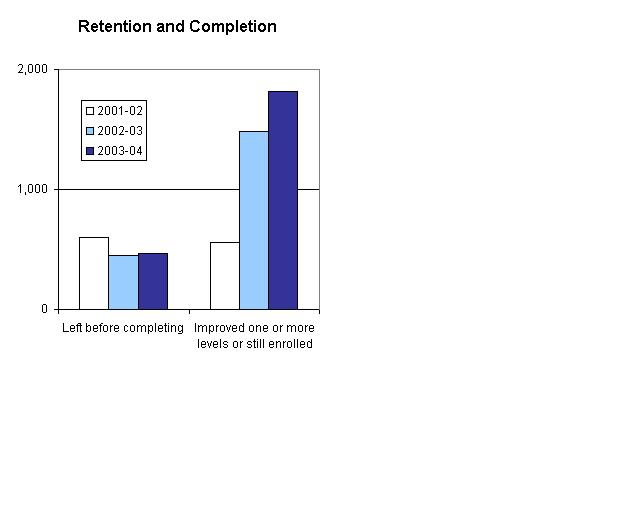 Retention and Completion
2,000
2001-02
2002-03
2003-04
1,000
0
Left before completing
Improved one or more
levels or still enrolled